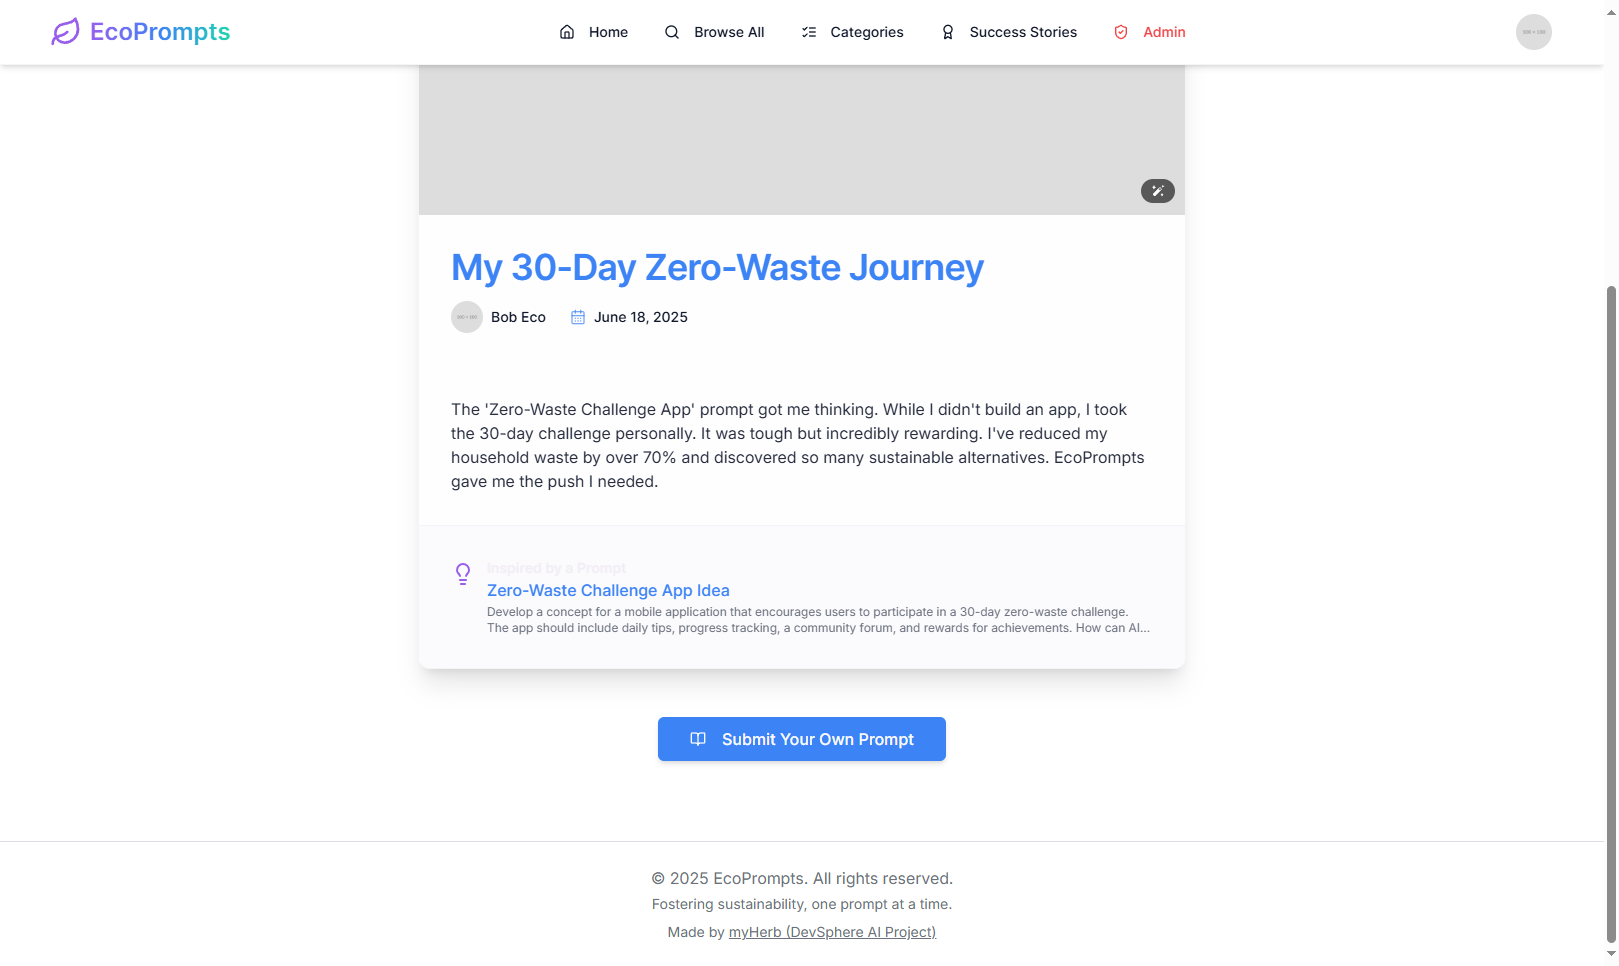 EcoPrompts
Home
Browse All
Categories
Success Stories
Admin
My 30-Day Zero-Waste Journey
Bob Eco
June 18, 2025
The 'Zero-Waste Challenge App' prompt got me thinking. While I didn't build an app, I took
the 30-day challenge personally. It was tough but incredibly rewarding. I've reduced my
household waste by over 70% and discovered so many sustainable alternatives. EcoPrompts
gave me the push I needed.
Inspired by a Prompt
Zero-Waste Challenge App Idea
Develop a concept for a mobile application that encourages users to participate in a 30-day zero-waste challenge.
The app should include daily tips, progress tracking, a community forum, and rewards for achievements. How can AI...
Submit Your Own Prompt
© 2025 EcoPrompts. All rights reserved.
Fostering sustainability, one prompt at a time.
Made by myHerb (DevSphere AI Project)